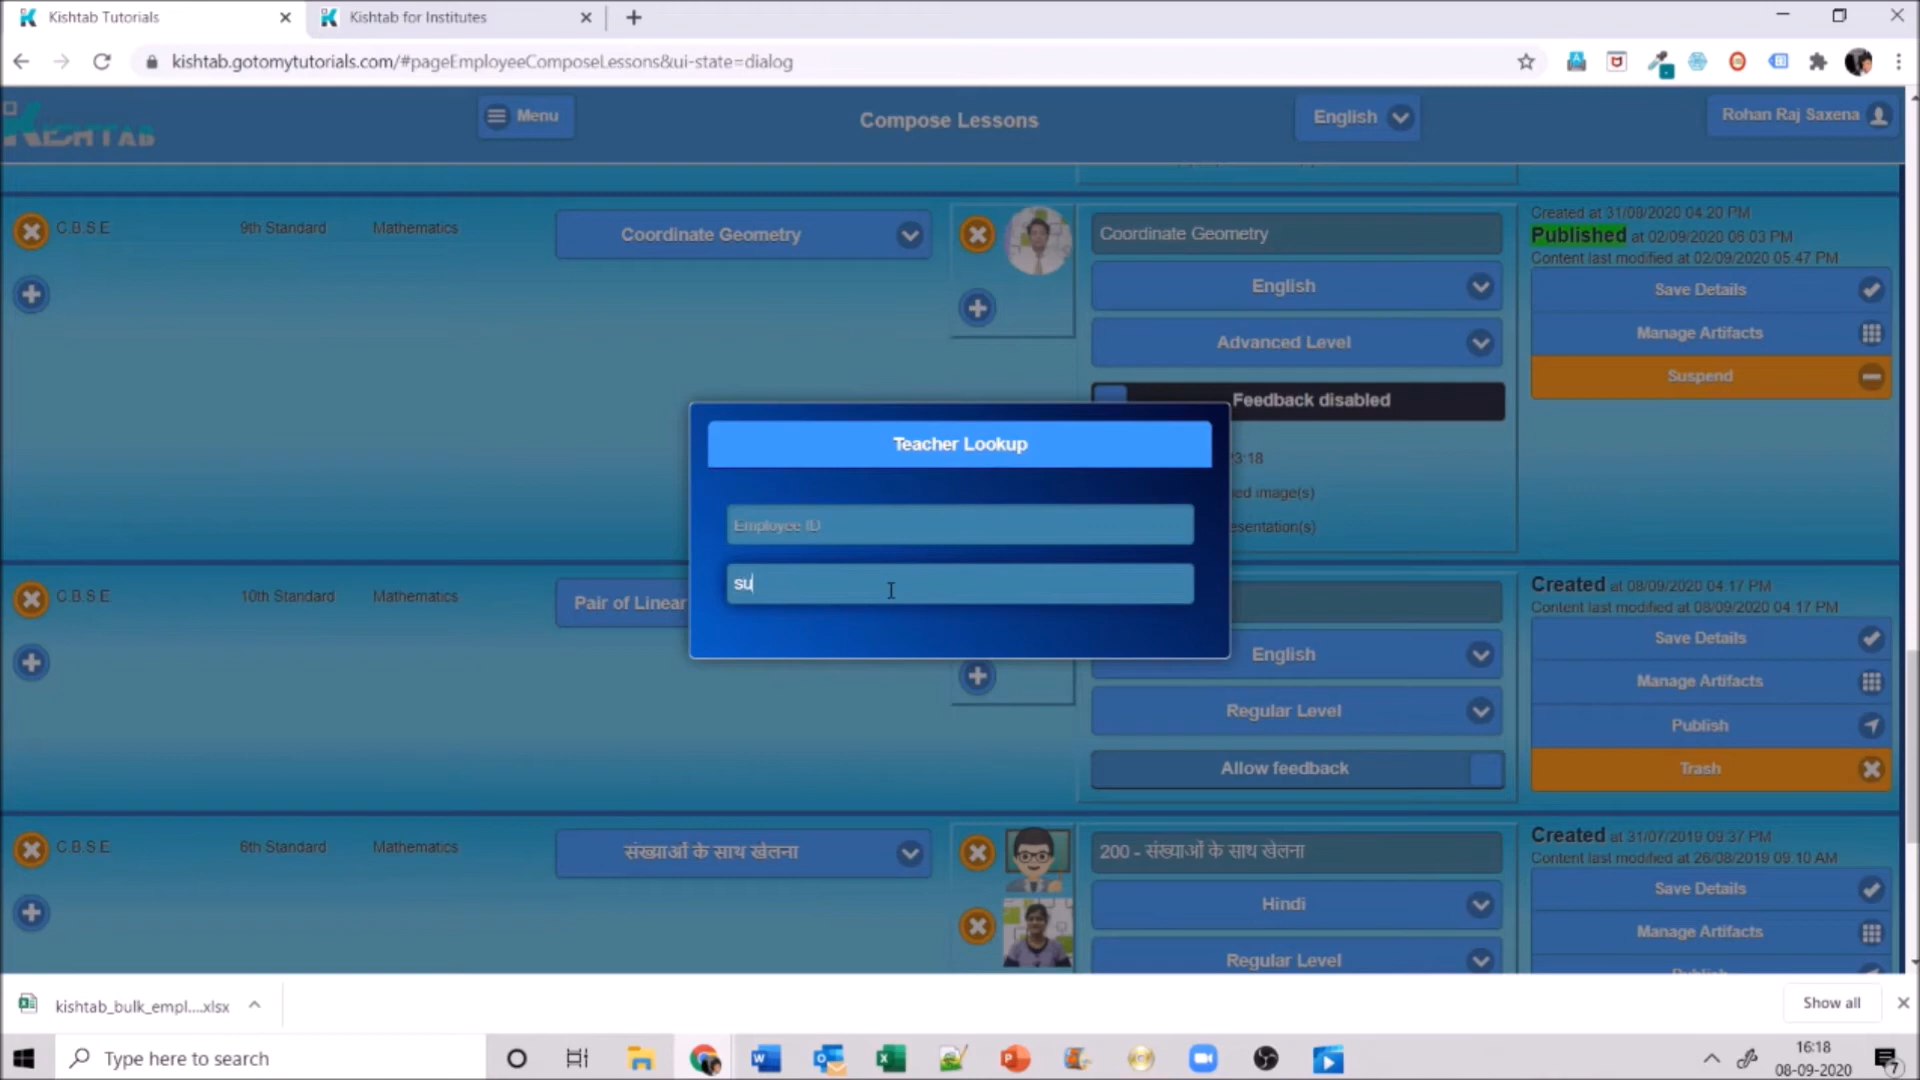 Kishtab Tutorials
Kishtab for Institutes
kishtab.gotomytutorials.com/#pageEmployeeComposeLessons&ui-state=dialog
KISHTAB
Menu
Compose Lessons
English
Rohan Raj Saxena
C.B.S.E
9th Standard
Mathematics
Coordinate Geometry
Coordinate Geometry
English
Advanced Level
Feedback disabled
3:18
ed image(s)
esentation(s)
Created at 31/08/2020 04:20 PM
Published at 02/09/2020 06:03 PM
Content last modified at 02/09/2020 05:47 PM
Save Details
Manage Artifacts
Suspend
Teacher Lookup
Employee ID
su
C.B.S.E
10th Standard
Mathematics
Pair of Linear
English
Regular Level
Allow feedback
Created at 08/09/2020 04:17 PM
Content last modified at 08/09/2020 04:17 PM
Save Details
Manage Artifacts
Publish
Trash
C.B.S.E
6th Standard
Mathematics
संख्याओं के साथ खेलना
200 - संख्याओं के साथ खेलना
Hindi
Regular Level
Created at 31/07/2019 09:37 PM
Content last modified at 26/08/2019 09:10 AM
Save Details
Manage Artifacts
kishtab_bulk_empl....xlsx
Show all
Type here to search
16:18
08-09-2020
7